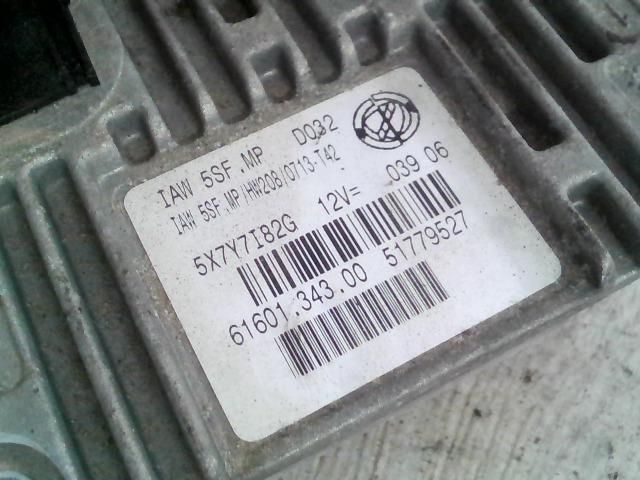 IAW 5SF .MP D032
IAW 5SF .MP/HW208/0713-T42
5X7Y7I82G 12V= 039 06
61601.343.00 51779527